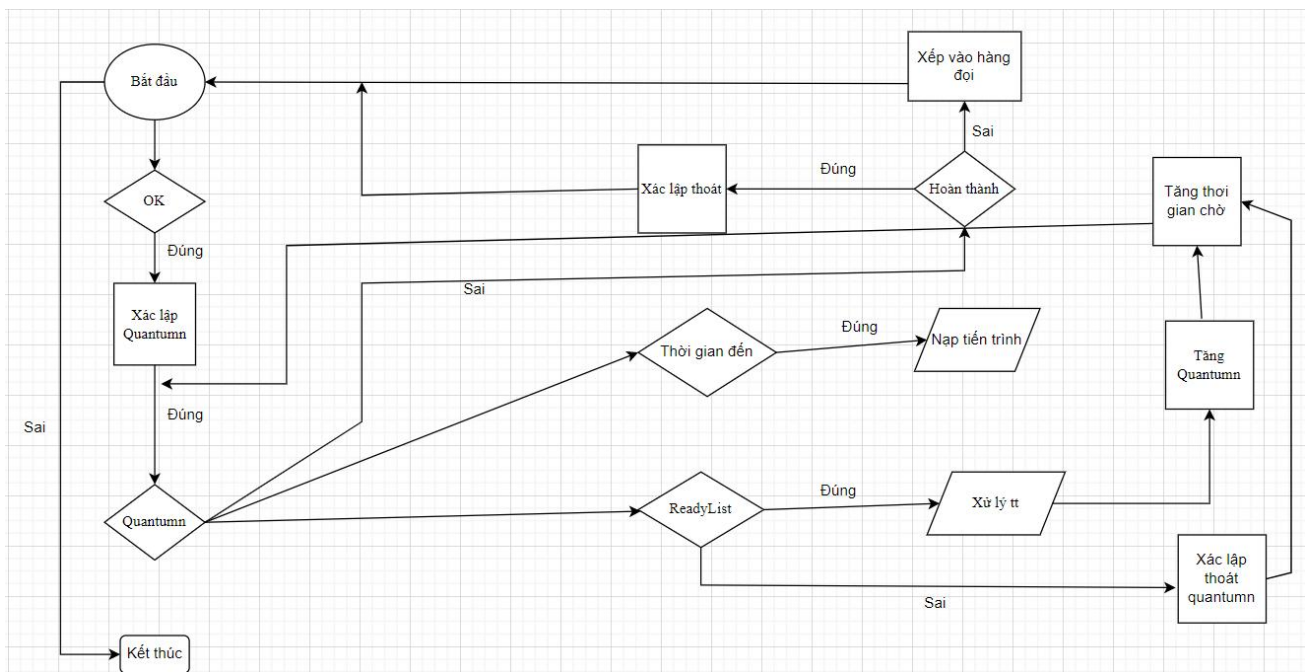 Bắt đầu
Xếp vào hàng
đợi
Sai
Đúng
Hoàn thành
Xác lập thoát
OK
Tăng thơi
gian chờ
Đúng
Sai
Xác lập
Quantumn
Thời gian đến
Đúng
Nạp tiến trình
Tăng
Quantumn
Đúng
Sai
Quantumn
ReadyList
Đúng
Xử lý tt
Xác lập
thoát
quantumn
Sai
Kết thúc